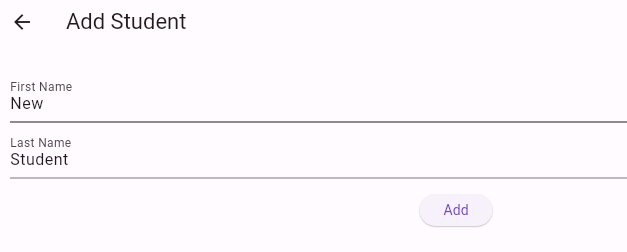 Add Student
First Name
New
Last Name
Student
Add